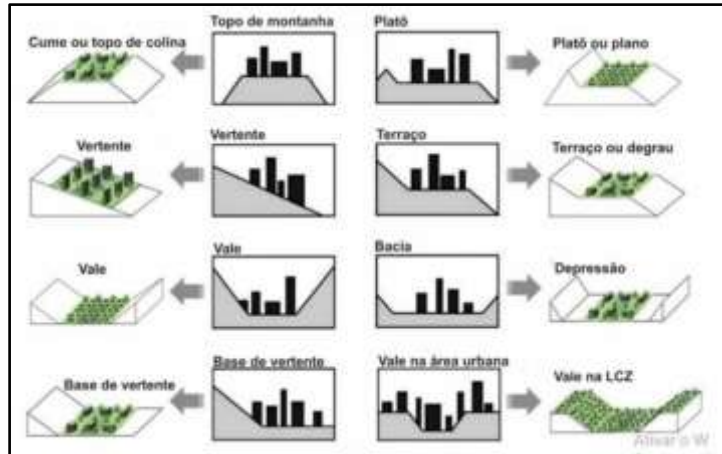 Topo de montanha
Platô
Cume ou topo de colina
Platô ou plano
Vertente
Vertente
Terraço
Terraço ou degrau
Vale
Vale
Bacia
Depressão
Base de vertente
Base de vertente
Vale na área urbana
Vale na LCZ
Ativar o W